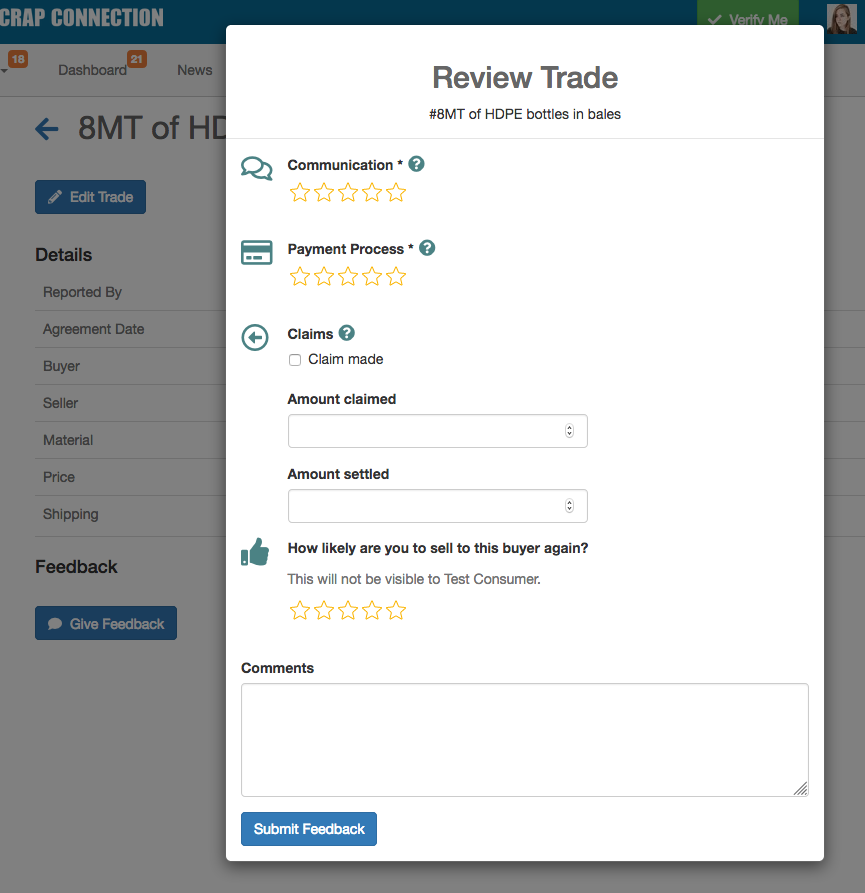 CRAP CONNECTION
Verify Me
18
Dashboard 21
News
8MT of HD
Edit Trade
Details
Reported By
Agreement Date
Buyer
Seller
Material
Price
Shipping
Feedback
Give Feedback
Review Trade
#8MT of HDPE bottles in bales
Communication *
Payment Process *
Claims
Claim made
Amount claimed
Amount settled
How likely are you to sell to this buyer again?
This will not be visible to Test Consumer.
Comments
Submit Feedback